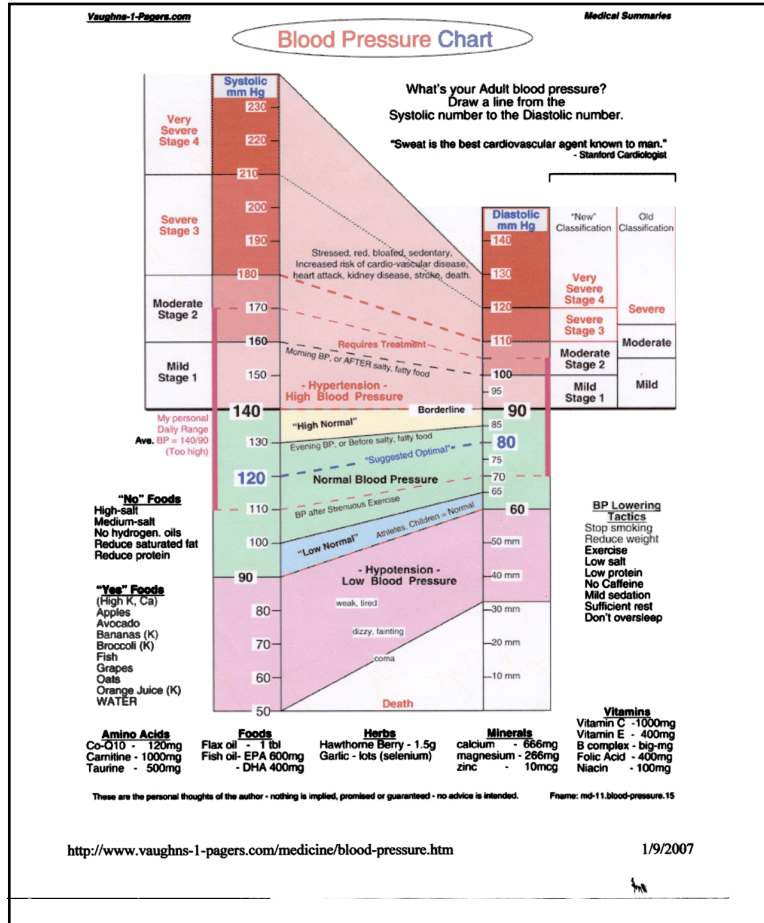 Vaughns-1-Pagers.com
Medical Summaries
Blood Pressure Chart
What's your Adult blood pressure?
Draw a line from the
Systolic number to the Diastolic number.
"Sweat is the best cardiovascular agent known to man."
- Stanford Cardiologist
Systolic
mm Hg
230
220
210
200
190
180
170
160
150
140
130
120
110
100
90
80
70
60
50
Very
Severe
Stage 4
Severe
Stage 3
Moderate
Stage 2
Mild
Stage 1
My personal
Daily Range
Ave. BP = 140/90
(Too high)
Stressed, red, bloated, sedentary,
Increased risk of cardio-vascular disease,
heart attack, kidney disease, stroke, death.
Requires Treatment
Morning BP, or AFTER salty, fatty food
- Hypertension -
High Blood Pressure
Borderline
"High Normal"
Evening BP, or Before salty, fatty food
"Suggested Optimal"
Normal Blood Pressure
BP after Strenuous Exercise
"Low Normal"
Athletes, Children = Normal
- Hypotension -
Low Blood Pressure
weak, tired
dizzy, fainting
coma
Death
Diastolic
mm Hg
140
130
120
110
100
95
90
85
80
75
70
65
60
50 mm
40 mm
30 mm
20 mm
10 mm
"New"
Classification
Very
Severe
Stage 4
Severe
Stage 3
Moderate
Stage 2
Mild
Stage 1
Old
Classification
Severe
Moderate
Mild
"No" Foods
High-salt
Medium-salt
No hydrogen. oils
Reduce saturated fat
Reduce protein
"Yes" Foods
(High K, Ca)
Apples
Avocado
Bananas (K)
Broccoli (K)
Fish
Grapes
Oats
Orange Juice (K)
WATER
BP Lowering
Tactics
Stop smoking
Reduce weight
Exercise
Low salt
Low protein
No Caffeine
Mild sedation
Sufficient rest
Don't oversleep
Amino Acids
Co-Q10 - 120mg
Carnitine - 1000mg
Taurine - 500mg
Foods
Flax oil - 1 tbl
Fish oil- EPA 600mg
- DHA 400mg
Herbs
Hawthorne Berry - 1.5g
Garlic - lots (selenium)
Minerals
calcium - 666mg
magnesium - 266mg
zinc - 10mcg
Vitamins
Vitamin C -1000mg
Vitamin E - 400mg
B complex - big-mg
Folic Acid - 400mg
Niacin - 100mg
These are the personal thoughts of the author - nothing is implied, promised or guaranteed - no advice is intended.
Fname: md-11.blood-pressure.15
http://www.vaughns-1-pagers.com/medicine/blood-pressure.htm
1/9/2007